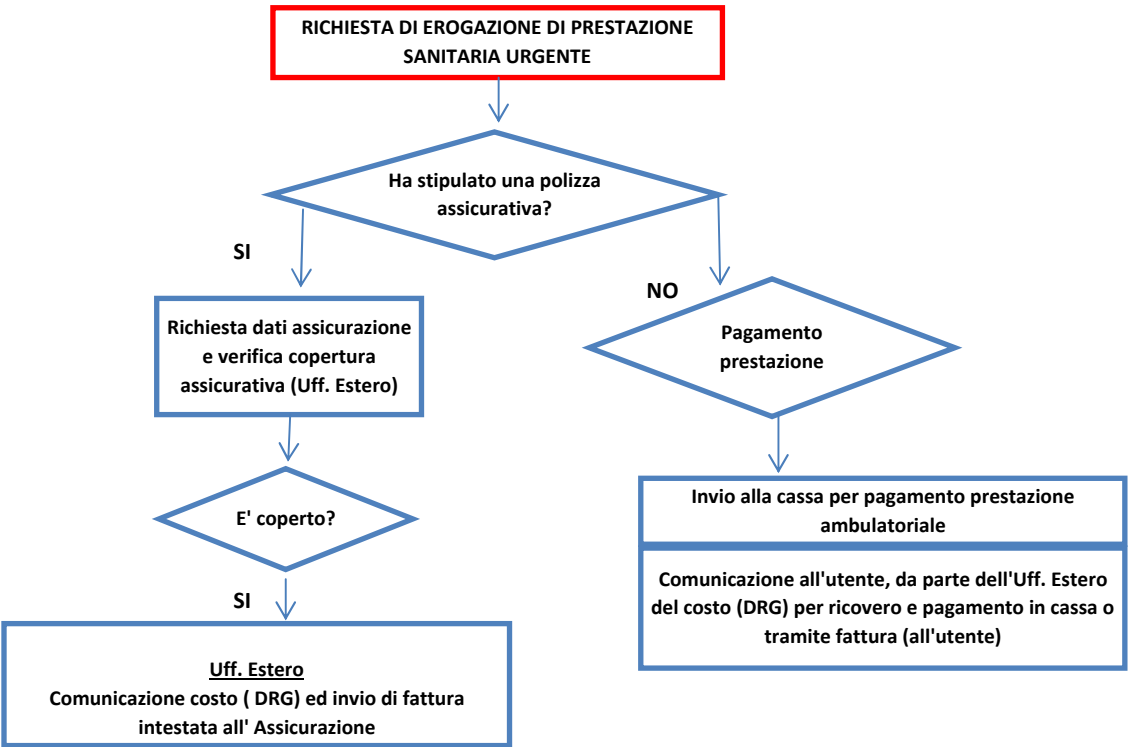 RICHIESTA DI EROGAZIONE DI PRESTAZIONE
SANITARIA URGENTE
Ha stipulato una polizza
assicurativa?
SI
NO
Richiesta dati assicurazione
e verifica copertura
assicurativa (Uff. Estero)
Pagamento
prestazione
E' coperto?
Invio alla cassa per pagamento prestazione
ambulatoriale
Comunicazione all'utente, da parte dell'Uff. Estero
del costo (DRG) per ricovero e pagamento in cassa o
tramite fattura (all'utente)
SI
Uff. Estero
Comunicazione costo ( DRG) ed invio di fattura
intestata all' Assicurazione